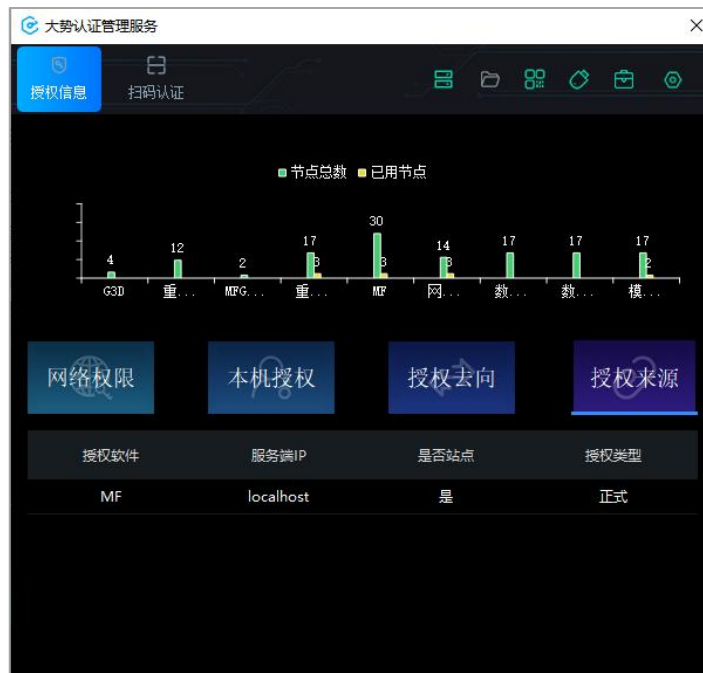 大势认证管理服务
授权信息 扫码认证
节点总数 已用节点
4 12 2 17 3 30 3 14 3 17 17 17 2
G3D 重... MFG... 重... MF 网... 数... 数... 模...
网络权限 本机授权 授权去向 授权来源
授权软件 服务端IP 是否站点 授权类型
MF localhost 是 正式